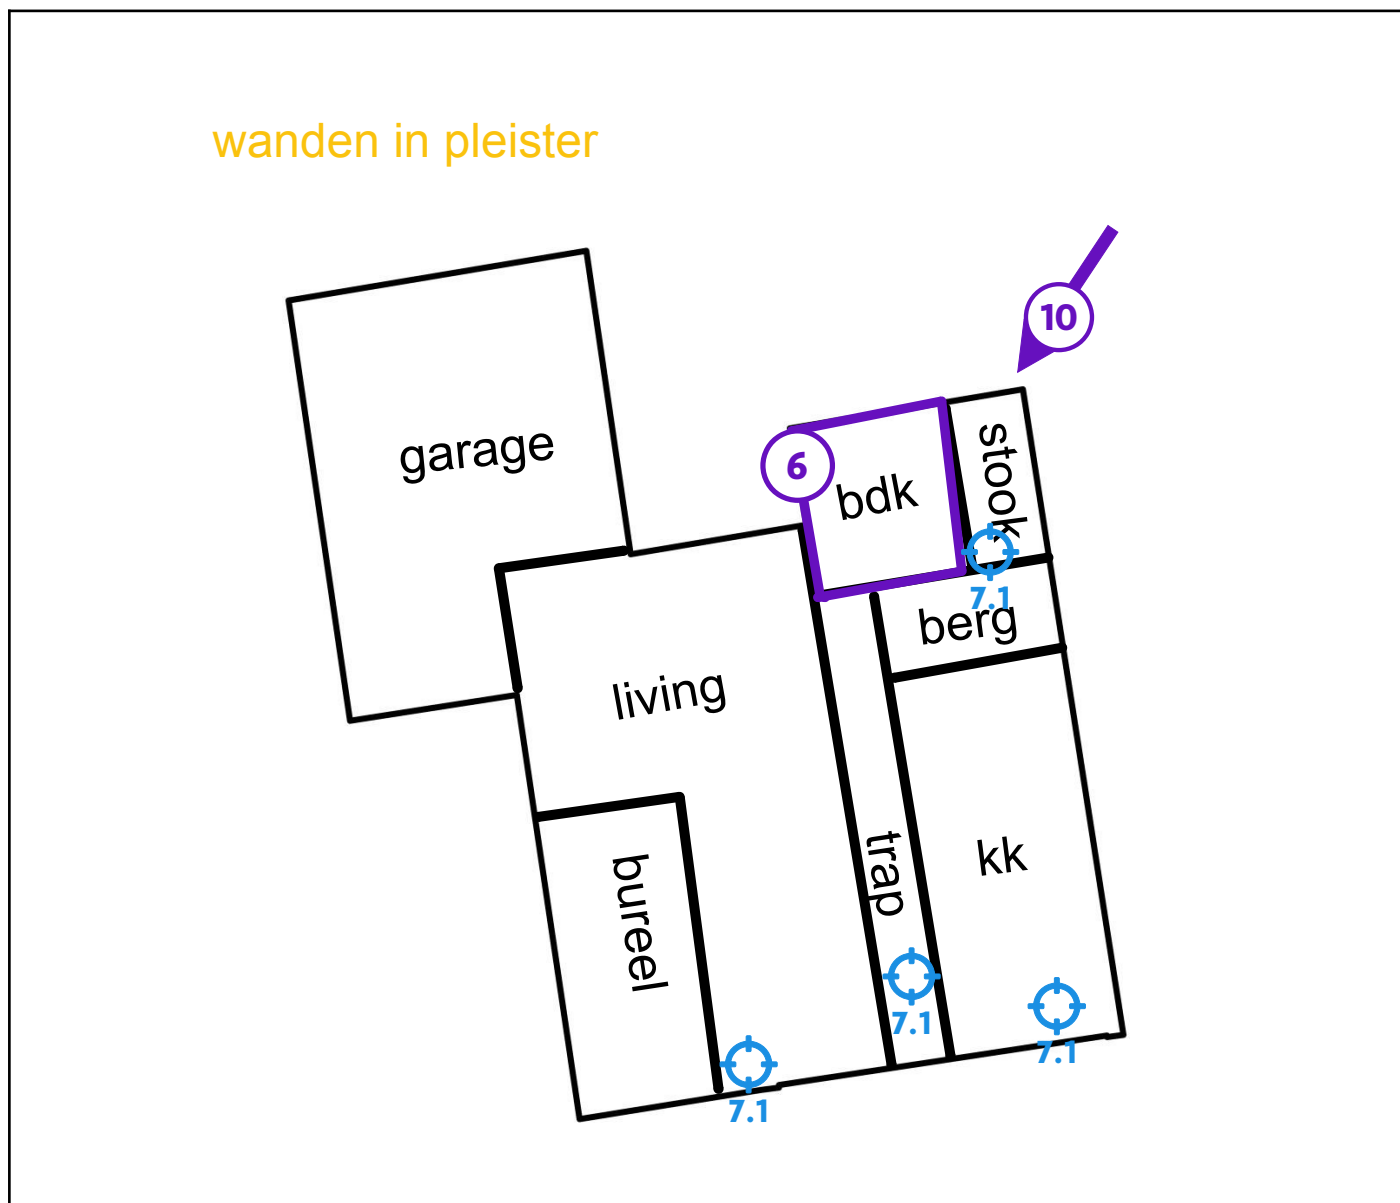 wanden in pleister
10
garage
6
bdk
stook
7.1
berg
living
kk
trap
bureel
7.1
7.1
7.1